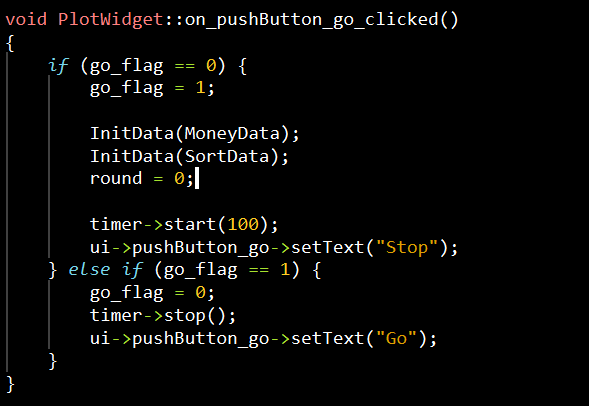 void PlotWidget::on_pushButton_go_clicked()
{
    if (go_flag == 0) {
        go_flag = 1;

        InitData(MoneyData);
        InitData(SortData);
        round = 0;

        timer->start(100);
        ui->pushButton_go->setText("Stop");
    } else if (go_flag == 1) {
        go_flag = 0;
        timer->stop();
        ui->pushButton_go->setText("Go");
    }
}